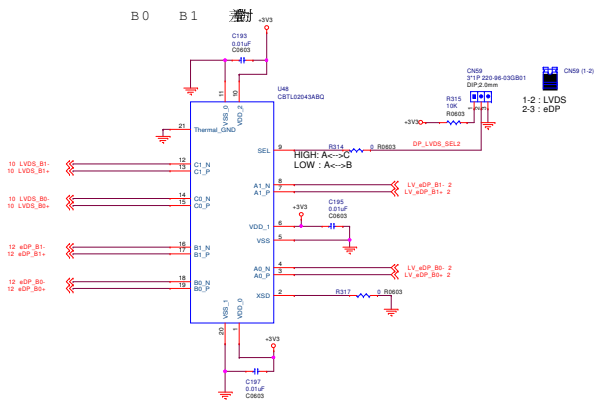 B0 B1
+3V3
C193
0.01uF
C0603
U48
CBTL02043ABQ
11
10
VSS_0
VDD_2
21
Thermal_GND
CN59
3*1P 220-96-03GB01
DIP;2.0mm
CN59 (1-2)
1-2 : LVDS
2-3 : eDP
R315
10K
R0603
+3V3
1
2
3
SEL
9
R314
0 R0603
DP_LVDS_SEL2
HIGH: A<-->C
LOW : A<-->B
10 LVDS_B1-
12
C1_N
10 LVDS_B1+
13
C1_P
A1_N
8
LV_eDP_B1- 2
A1_P
7
LV_eDP_B1+ 2
10 LVDS_B0-
14
C0_N
10 LVDS_B0+
15
C0_P
+3V3
C195
0.01uF
C0603
VDD_1
6
VSS
5
12 eDP_B1-
16
B1_N
12 eDP_B1+
17
B1_P
A0_N
4
LV_eDP_B0- 2
A0_P
3
LV_eDP_B0+ 2
12 eDP_B0-
18
B0_N
12 eDP_B0+
19
B0_P
XSD
2
R317
0 R0603
VSS_1
VDD_0
20
1
+3V3
C197
0.01uF
C0603